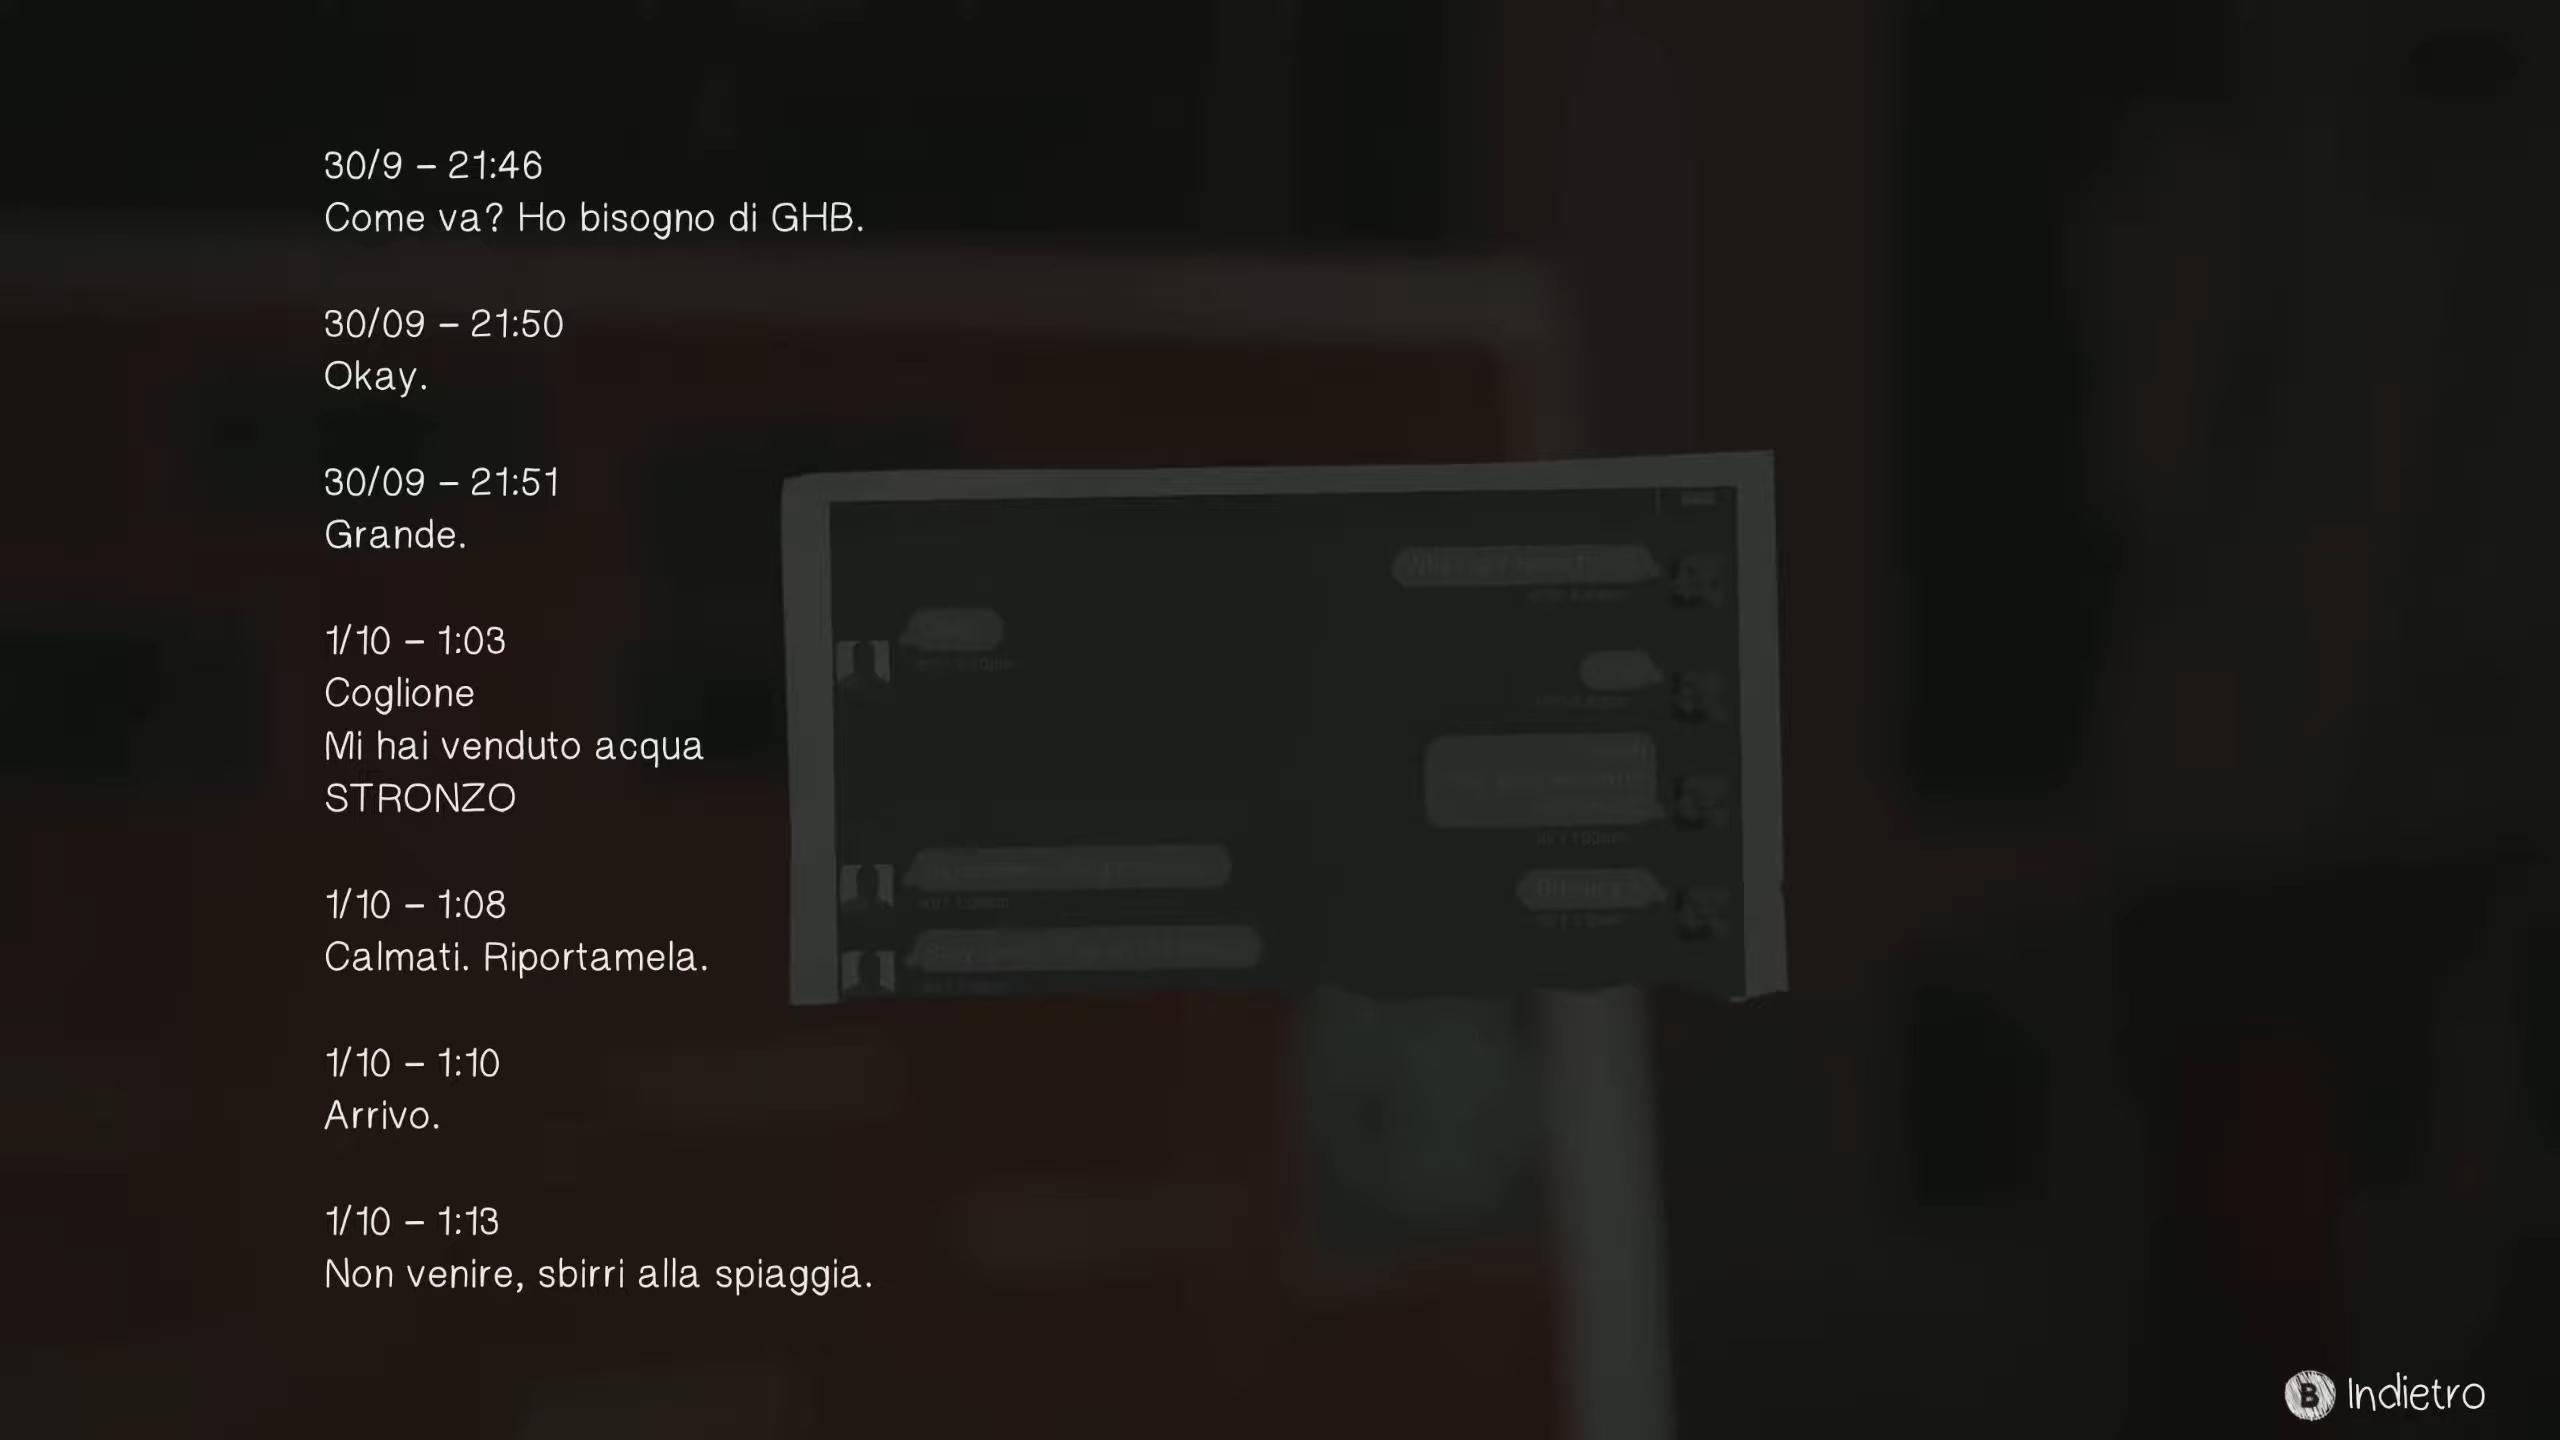 30/9 – 21:46
Come va? Ho bisogno di GHB.
30/09 – 21:50
Okay.
30/09 – 21:51
Grande.
1/10 – 1:03
Coglione
Mi hai venduto acqua
STRONZO
1/10 – 1:08
Calmati. Riportamela.
1/10 – 1:10
Arrivo.
1/10 – 1:13
Non venire, sbirri alla spiaggia.
B Indietro